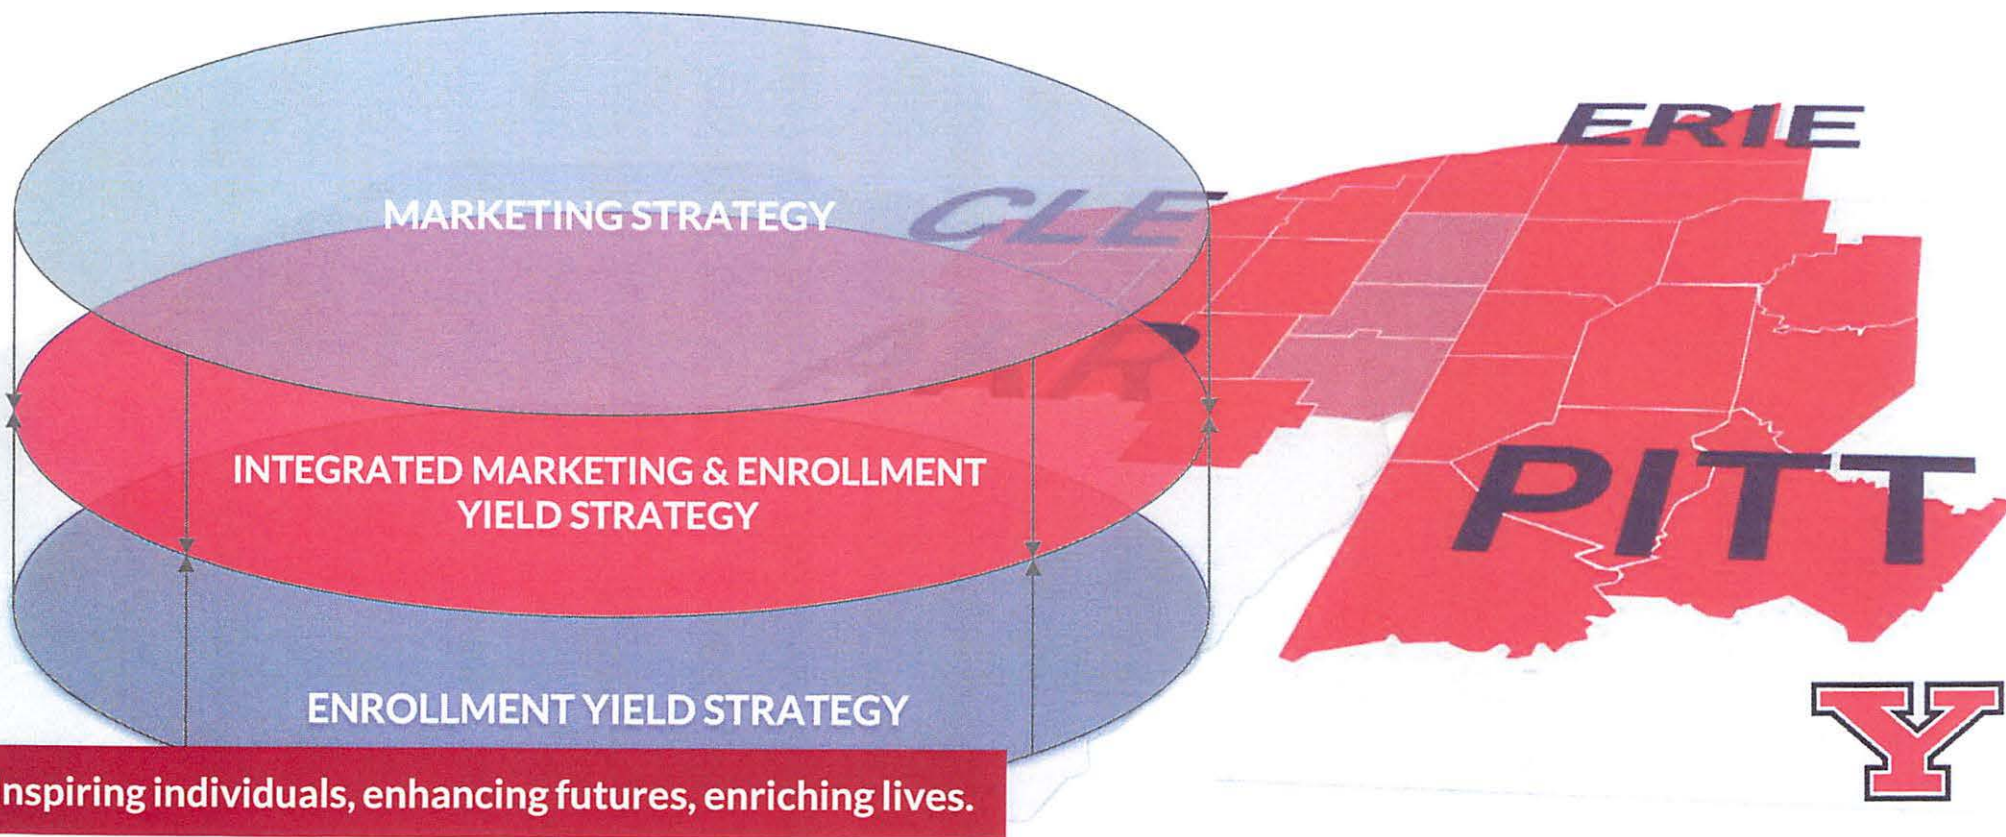 ERIE
CLE
MARKETING STRATEGY
PITT
INTEGRATED MARKETING & ENROLLMENT
YIELD STRATEGY
ENROLLMENT YIELD STRATEGY
Y
nspiring individuals, enhancing futures, enriching lives.